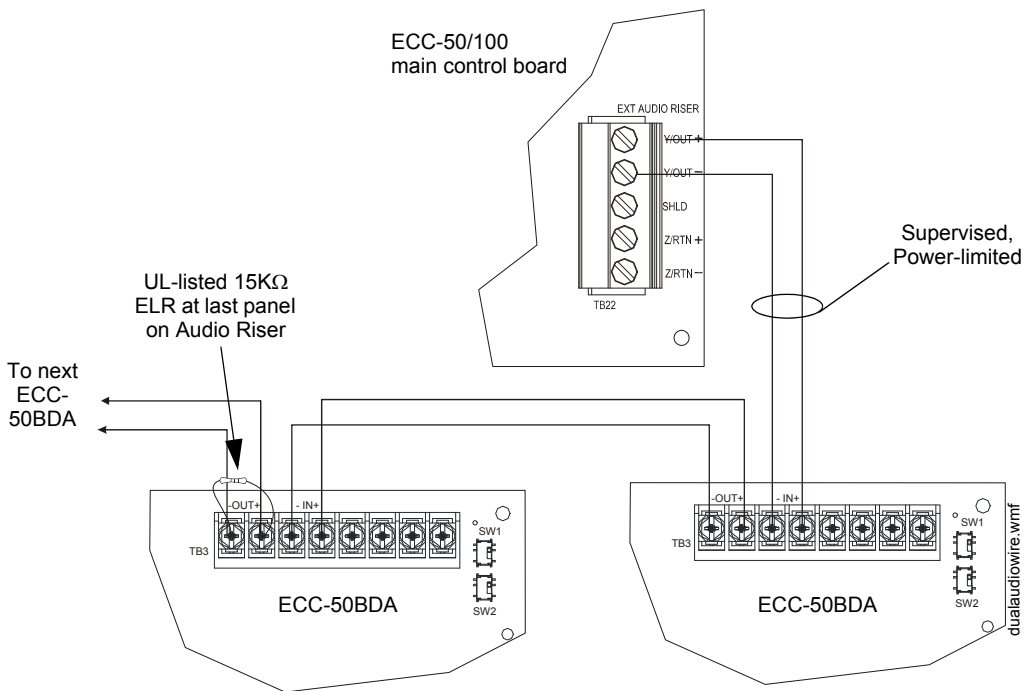 ECC-50/100
main control board
EXT AUDIO RISER
Y/OUT +
Y/OUT −
SHLD
Z/RTN +
Z/RTN −
TB22
Supervised,
Power-limited
UL-listed 15KΩ
ELR at last panel
on Audio Riser
To next
ECC-
50BDA
-OUT+
- IN+
TB3
SW1
SW2
ECC-50BDA
-OUT+
- IN+
TB3
SW1
SW2
ECC-50BDA
dualaudiowire.wmf